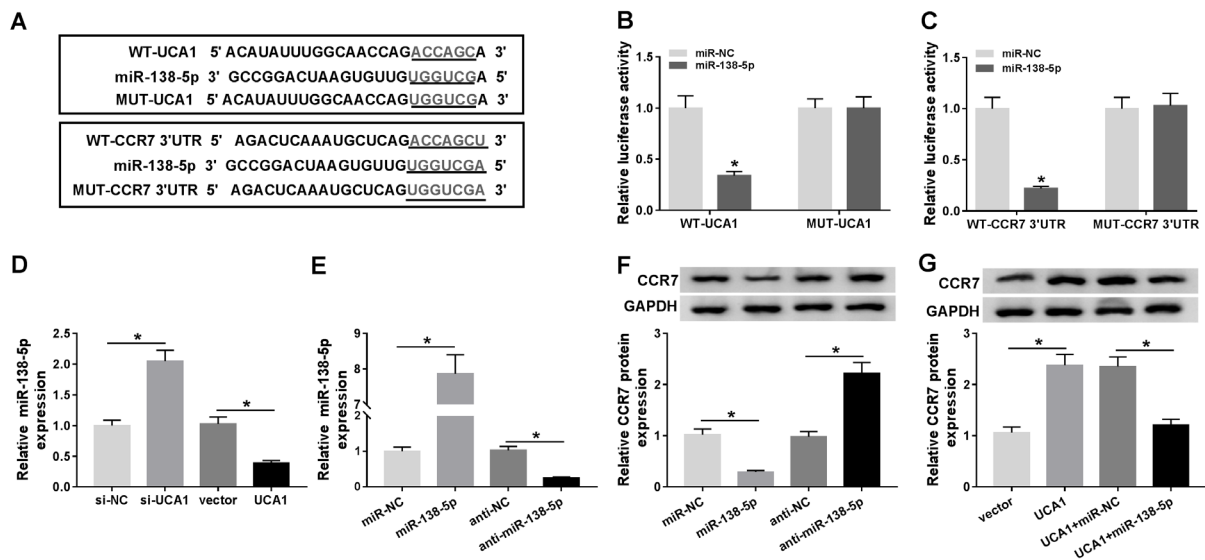 A
WT-UCA1 5' ACAUAUUUGGCAACCAGACCAGCA 3'
miR-138-5p 3' GCCGGACUAAGUGUUGUGGUCGA 5'
MUT-UCA1 5' ACAUAUUUGGCAACCAGUGGUCGA 3'
WT-CCR7 3'UTR 5' AGACUCAAAUGCUCAGACCAGCU 3'
miR-138-5p 3' GCCGGACUAAGUGUUGUGGUCGA 5'
MUT-CCR7 3'UTR 5' AGACUCAAAUGCUCAGUGGUCGA 3'
B
Relative luciferase activity
miR-NC
miR-138-5p
1.5
1.0
0.5
0.0
*
WT-UCA1 MUT-UCA1
C
Relative luciferase activity
miR-NC
miR-138-5p
1.5
1.0
0.5
0.0
*
WT-CCR7 3'UTR MUT-CCR7 3'UTR
D
Relative miR-138-5p
expression
2.5
2.0
1.5
1.0
0.5
0.0
*
*
si-NC si-UCA1 vector UCA1
E
Relative miR-138-5p
expression
9
8
7
2
1
0
*
*
miR-NC miR-138-5p anti-NC anti-miR-138-5p
F
CCR7
GAPDH
Relative CCR7 protein
expression
3
2
1
0
*
*
miR-NC miR-138-5p anti-NC anti-miR-138-5p
G
CCR7
GAPDH
Relative CCR7 protein
expression
3
2
1
0
*
*
vector UCA1 UCA1+miR-NC UCA1+miR-138-5p